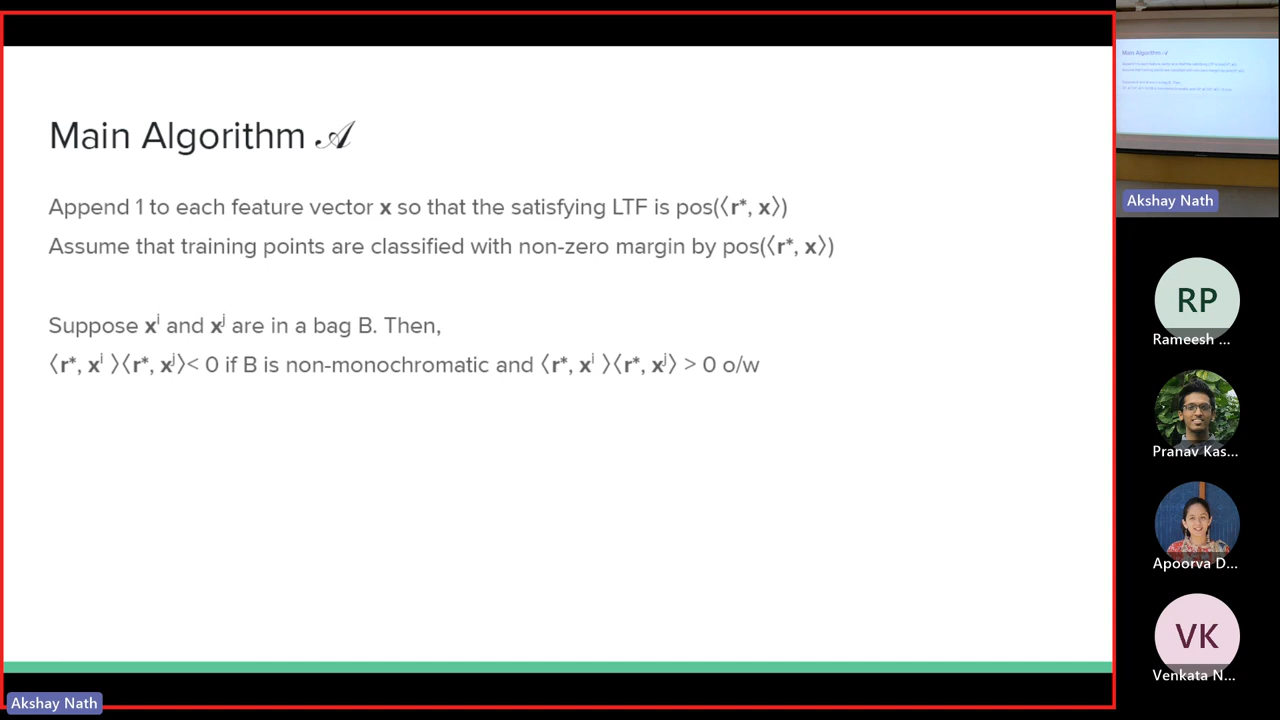 Main Algorithm 𝒜
Append 1 to each feature vector x so that the satisfying LTF is pos(⟨r*, x⟩)
Assume that training points are classified with non-zero margin by pos(⟨r*, x⟩)
Suppose xⁱ and xʲ are in a bag B. Then,
⟨r*, xⁱ ⟩⟨r*, xʲ⟩< 0 if B is non-monochromatic and ⟨r*, xⁱ ⟩⟨r*, xʲ⟩ > 0 o/w
Akshay Nath
Main Algorithm 𝒜
Akshay Nath
RP
Rameesh ...
Pranav Kas...
Apoorva D...
VK
Venkata N...